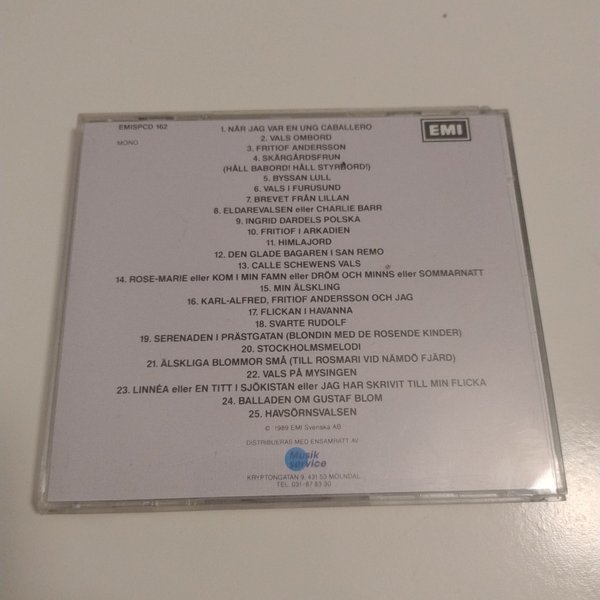 EMISPCD 162
MONO
EMI
1. NÄR JAG VAR EN UNG CABALLERO
2. VALS OMBORD
3. FRITIOF ANDERSSON
4. SKÄRGÅRDSFRUN
(HÅLL BABORD! HÅLL STYRBORD!)
5. BYSSAN LULL
6. VALS I FURUSUND
7. BREVET FRÅN LILLAN
8. ELDAREVALSEN eller CHARLIE BARR
9. INGRID DARDELS POLSKA
10. FRITIOF I ARKADIEN
11. HIMLAJORD
12. DEN GLADE BAGAREN I SAN REMO
13. CALLE SCHEWENS VALS
14. ROSE-MARIE eller KOM I MIN FAMN eller DRÖM OCH MINNS eller SOMMARNATT
15. MIN ÄLSKLING
16. KARL-ALFRED, FRITIOF ANDERSSON OCH JAG
17. FLICKAN I HAVANNA
18. SVARTE RUDOLF
19. SERENADEN I PRÄSTGATAN (BLONDIN MED DE ROSENDE KINDER)
20. STOCKHOLMSMELODI
21. ÄLSKLIGA BLOMMOR SMÅ (TILL ROSMARI VID NÄMDÖ FJÄRD)
22. VALS PÅ MYSINGEN
23. LINNÉA eller EN TITT I SJÖKISTAN eller JAG HAR SKRIVIT TILL MIN FLICKA
24. BALLADEN OM GUSTAF BLOM
25. HAVSÖRNSVALSEN
© 1989 EMI Svenska AB
DISTRIBUERAS MED ENSAMRÄTT AV
Musik
service
KRYPTONGATAN 9, 431 53 MÖLNDAL
TEL. 031-87 83 90